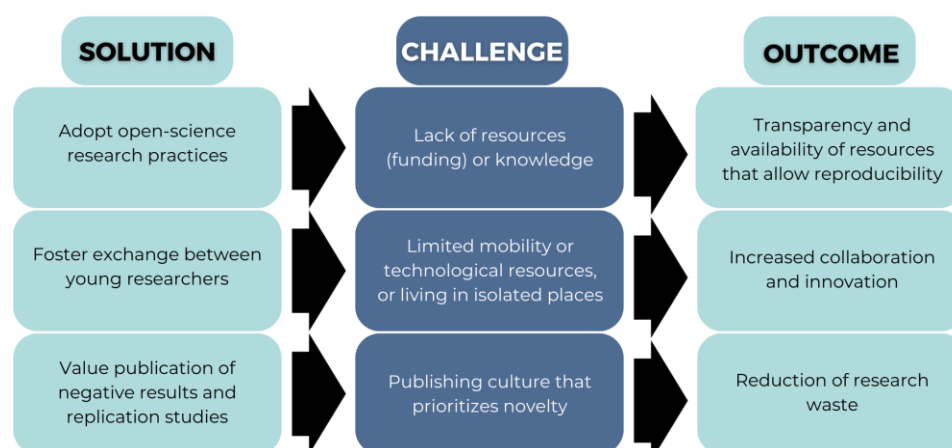 SOLUTION
CHALLENGE
OUTCOME
Adopt open-science
research practices
Lack of resources
(funding) or knowledge
Transparency and
availability of resources
that allow reproducibility
Foster exchange between
young researchers
Limited mobility or
technological resources,
or living in isolated places
Increased collaboration
and innovation
Value publication of
negative results and
replication studies
Publishing culture that
prioritizes novelty
Reduction of research
waste